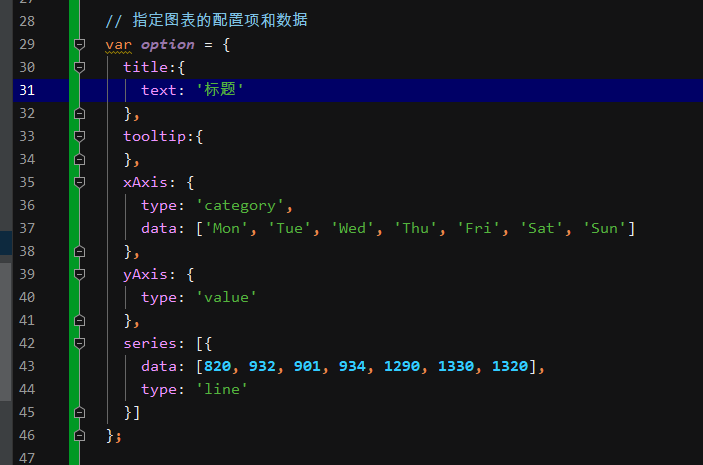 28 // 指定图表的配置项和数据
29 var option = {
30 title:{
31 text: '标题'
32 },
33 tooltip:{
34 },
35 xAxis: {
36 type: 'category',
37 data: ['Mon', 'Tue', 'Wed', 'Thu', 'Fri', 'Sat', 'Sun']
38 },
39 yAxis: {
40 type: 'value'
41 },
42 series: [{
43 data: [820, 932, 901, 934, 1290, 1330, 1320],
44 type: 'line'
45 }]
46 };
47